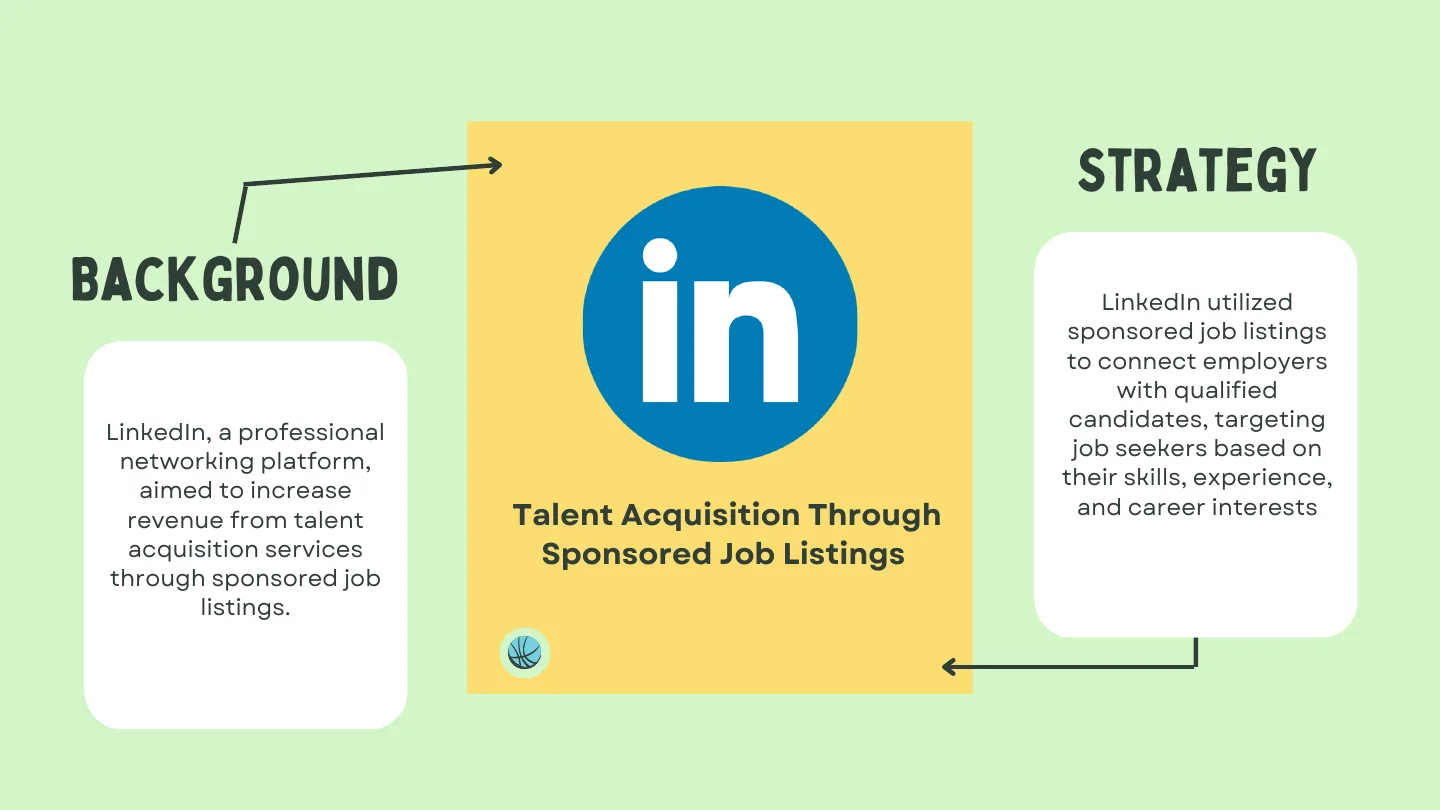 BACKGROUND
LinkedIn, a professional
networking platform,
aimed to increase
revenue from talent
acquisition services
through sponsored job
listings.
in
Talent Acquisition Through
Sponsored Job Listings
STRATEGY
LinkedIn utilized
sponsored job listings
to connect employers
with qualified
candidates, targeting
job seekers based on
their skills, experience,
and career interests